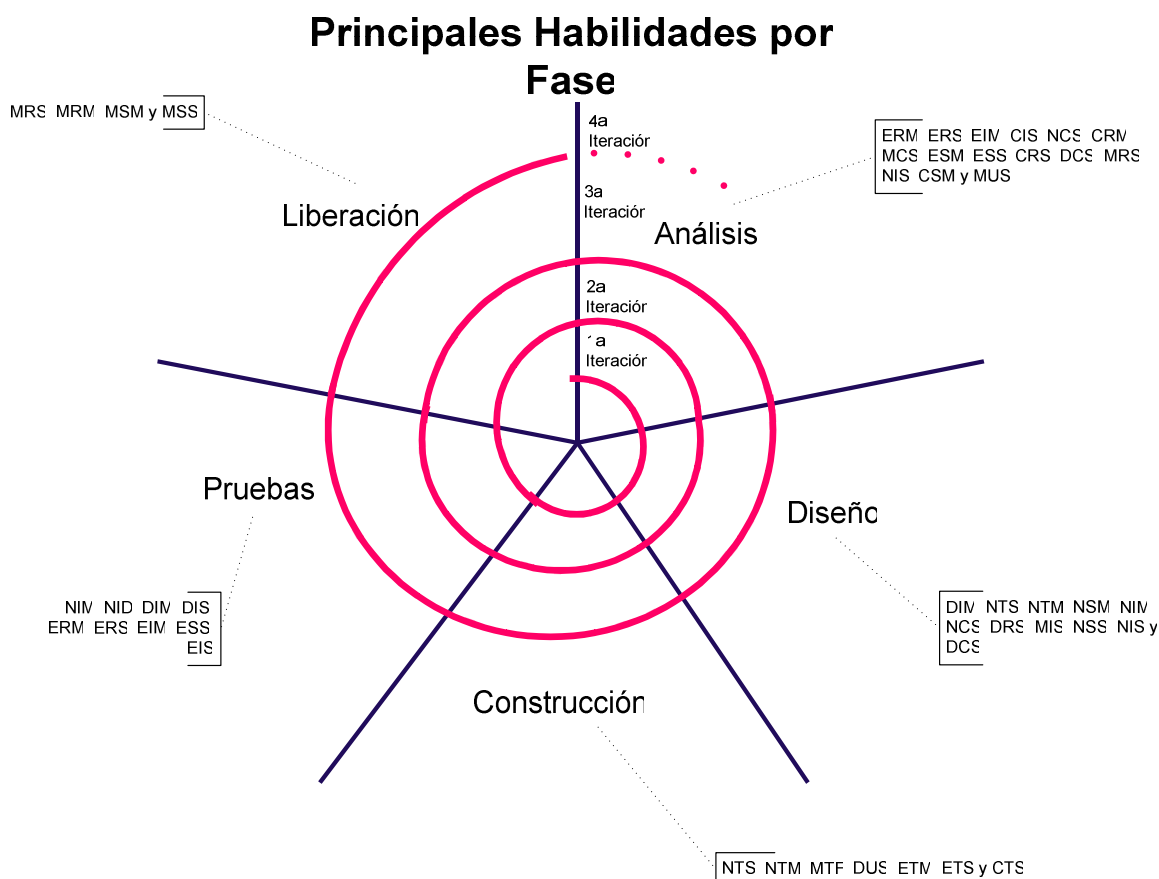 Principales Habilidades por
Fase
MRS MRM MSM y MSS
4a
Iteración
ERM ERS EIM CIS NCS CRM
MCS ESM ESS CRS DCS MRS
NIS CSM y MUS
3a
Iteración
Liberación
Análisis
2a
Iteración
1a
Iteración
Pruebas
Diseño
NIM NID DIM DIS
ERM ERS EIM ESS
EIS
DIM NTS NTM NSM NIM
NCS DRS MIS NSS NIS y
DCS
Construcción
NTS NTM MTF DUS ETM ETS y CTS